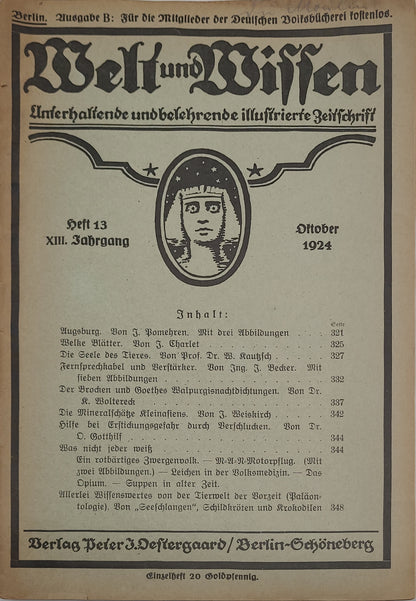 Berlin. Ausgabe B: Für die Mitglieder der Deutschen Volksbücherei kostenlos.
Welt und Wissen
Unterhaltende und belehrende illustrierte Zeitschrift
Heft 13
XIII. Jahrgang
Oktober
1924
Inhalt:
Seite
Augsburg. Von J. Pomehren. Mit drei Abbildungen . . . . 321
Welke Blätter. Von J. Charlet . . . . . . . . . . . 325
Die Seele des Tieres. Von Prof. Dr. W. Kautzsch . . . . . 327
Fernsprechkabel und Verstärker. Von Ing. J. Becker. Mit
sieben Abbildungen . . . . . . . . . . . . . . . 332
Der Brocken und Goethes Walpurgisnachtdichtungen. Von Dr.
K. Woltereck . . . . . . . . . . . . . . . . . 337
Die Mineralschätze Kleinasiens. Von J. Weiskirch . . . . . 342
Hilfe bei Erstickungsgefahr durch Verschlucken. Von Dr.
O. Gotthilf . . . . . . . . . . . . . . . . . . 344
Was nicht jeder weiß . . . . . . . . . . . . . . . 344
Ein rotbärtiges Zwergenvolk. — M-A-N-Motorpflug. (Mit
zwei Abbildungen.) — Leichen in der Volksmedizin. — Das
Opium. — Suppen in alter Zeit.
Allerlei Wissenswertes von der Tierwelt der Vorzeit (Paläon-
tologie). Von „Seeschlangen“, Schildkröten und Krokodilen 348
Verlag Peter J. Oestergaard / Berlin-Schöneberg
Einzelheft 20 Goldpfennig.